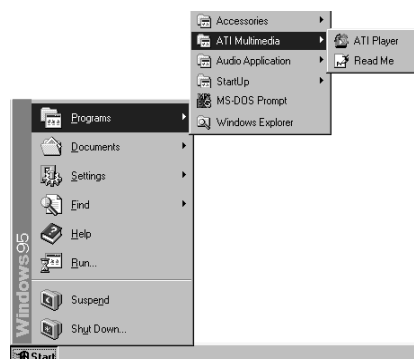 Accessories
ATI Multimedia
Audio Application
StartUp
MS-DOS Prompt
Windows Explorer
ATI Player
Read Me
Programs
Documents
Settings
Find
Help
Run...
Suspend
Shut Down...
Windows95
Start